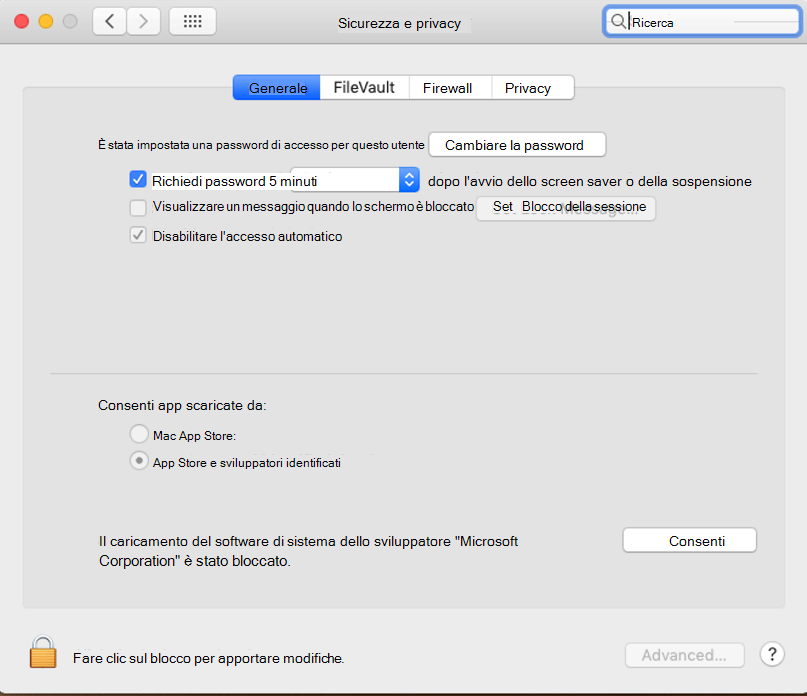 Sicurezza e privacy
Ricerca
Generale FileVault Firewall Privacy
È stata impostata una password di accesso per questo utente Cambiare la password
Richiedi password 5 minuti dopo l'avvio dello screen saver o della sospensione
Visualizzare un messaggio quando lo schermo è bloccato Set Blocco della sessione
Disabilitare l'accesso automatico
Consenti app scaricate da:
Mac App Store:
App Store e sviluppatori identificati
Il caricamento del software di sistema dello sviluppatore "Microsoft
Corporation" è stato bloccato.
Consenti
Fare clic sul blocco per apportare modifiche.
Advanced... ?